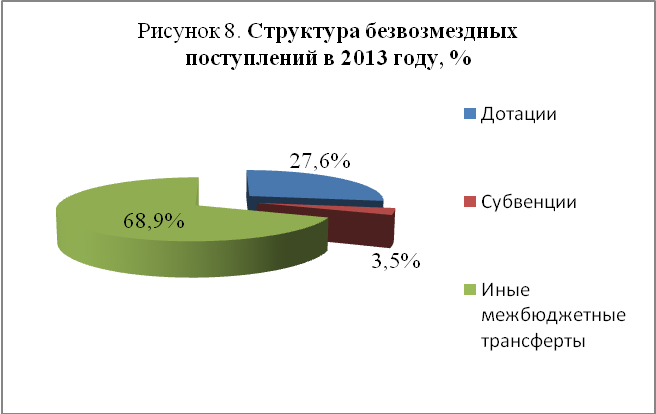 Рисунок 8. Структура безвозмездных
поступлений в 2013 году, %
Дотации
27,6%
Субвенции
68,9%
3,5%
Иные
межбюджетные
трансферты